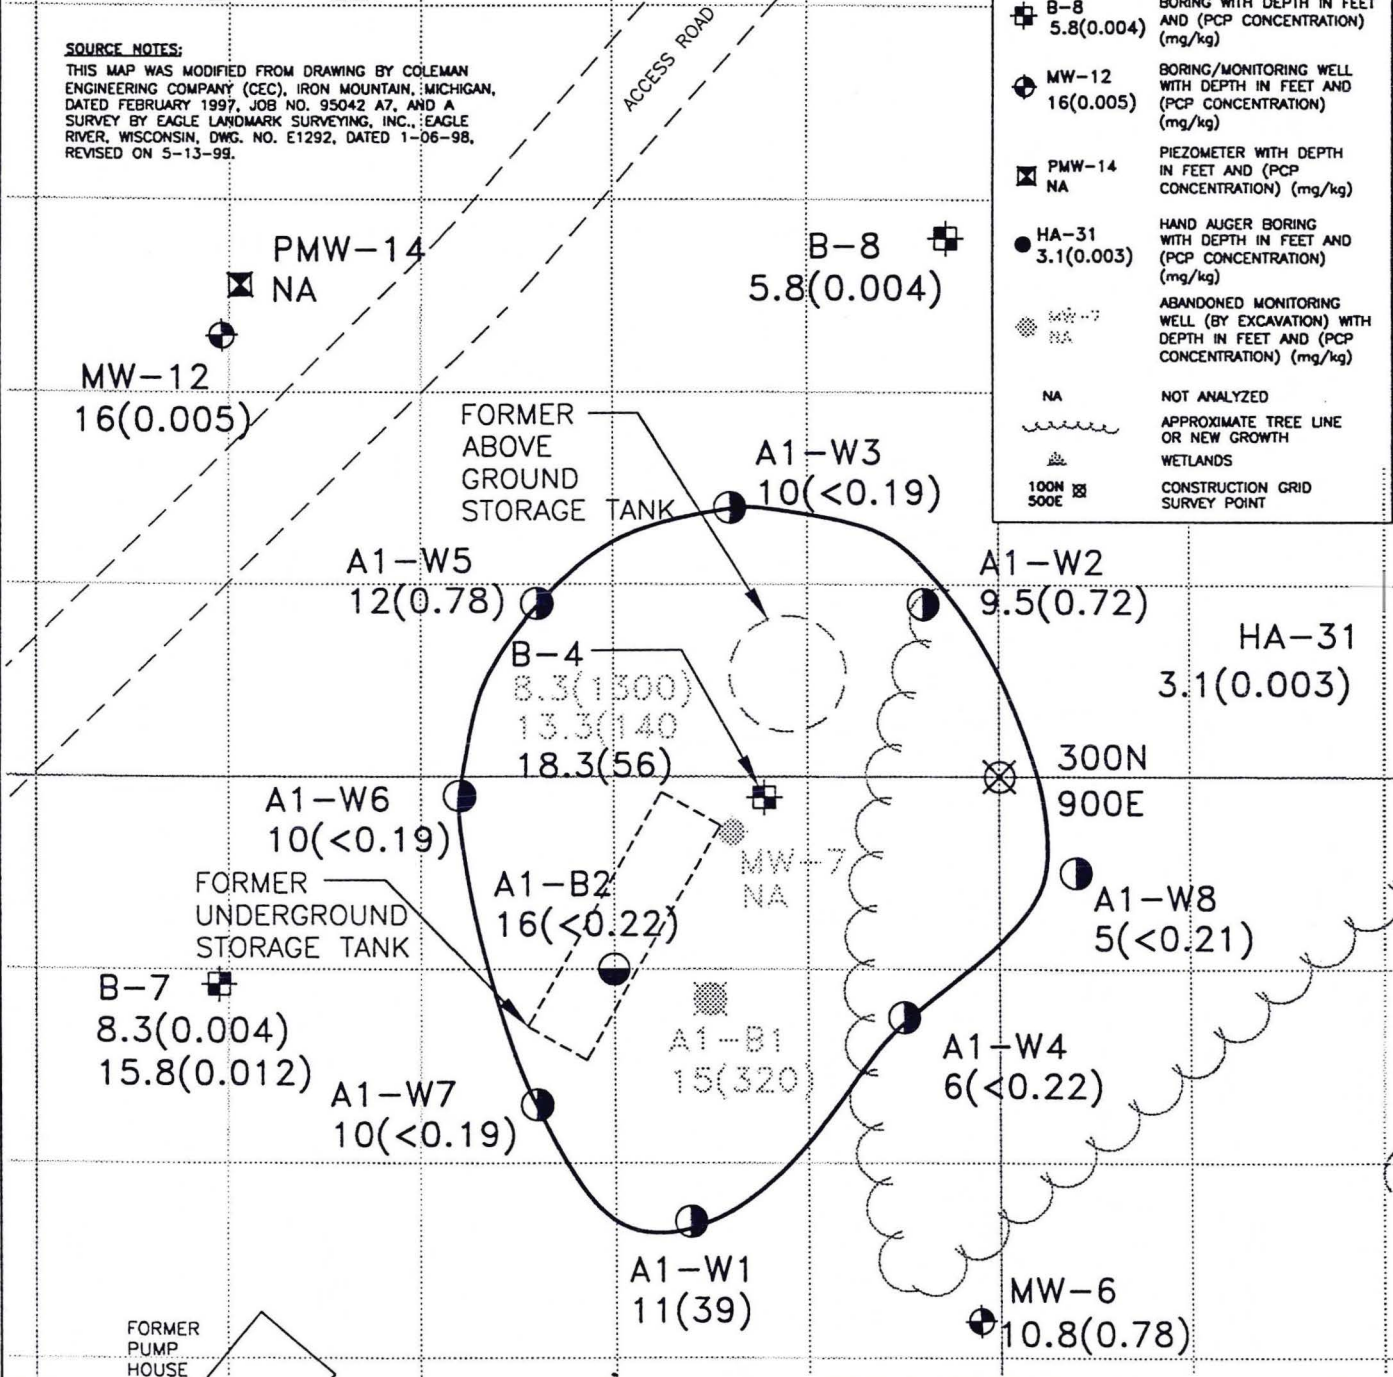 SOURCE NOTES:
THIS MAP WAS MODIFIED FROM DRAWING BY COLEMAN
ENGINEERING COMPANY (CEC), IRON MOUNTAIN, MICHIGAN,
DATED FEBRUARY 1997, JOB NO. 95042 A7, AND A
SURVEY BY EAGLE LANDMARK SURVEYING, INC., EAGLE
RIVER, WISCONSIN, DWG. NO. E1292, DATED 1-06-98,
REVISED ON 5-13-99.
ACCESS ROAD
B-8
5.8(0.004)
BORING WITH DEPTH IN FEET
AND (PCP CONCENTRATION)
(mg/kg)
MW-12
16(0.005)
BORING/MONITORING WELL
WITH DEPTH IN FEET AND
(PCP CONCENTRATION)
(mg/kg)
PMW-14
NA
PIEZOMETER WITH DEPTH
IN FEET AND (PCP
CONCENTRATION) (mg/kg)
HA-31
3.1(0.003)
HAND AUGER BORING
WITH DEPTH IN FEET AND
(PCP CONCENTRATION)
(mg/kg)
MW-7
NA
ABANDONED MONITORING
WELL (BY EXCAVATION) WITH
DEPTH IN FEET AND (PCP
CONCENTRATION) (mg/kg)
NA
NOT ANALYZED
APPROXIMATE TREE LINE
OR NEW GROWTH
WETLANDS
100N
500E
CONSTRUCTION GRID
SURVEY POINT
PMW-14
NA
B-8
5.8(0.004)
MW-12
16(0.005)
FORMER
ABOVE
GROUND
STORAGE TANK
A1-W3
10(<0.19)
A1-W5
12(0.78)
A1-W2
9.5(0.72)
HA-31
3.1(0.003)
B-4
8.3(1300)
13.3(140
18.3(56)
300N
900E
A1-W6
10(<0.19)
MW-7
NA
FORMER
UNDERGROUND
STORAGE TANK
A1-B2
16(<0.22)
A1-W8
5(<0.21)
B-7
8.3(0.004)
15.8(0.012)
A1-B1
15(320)
A1-W4
6(<0.22)
A1-W7
10(<0.19)
A1-W1
11(39)
MW-6
10.8(0.78)
FORMER
PUMP
HOUSE